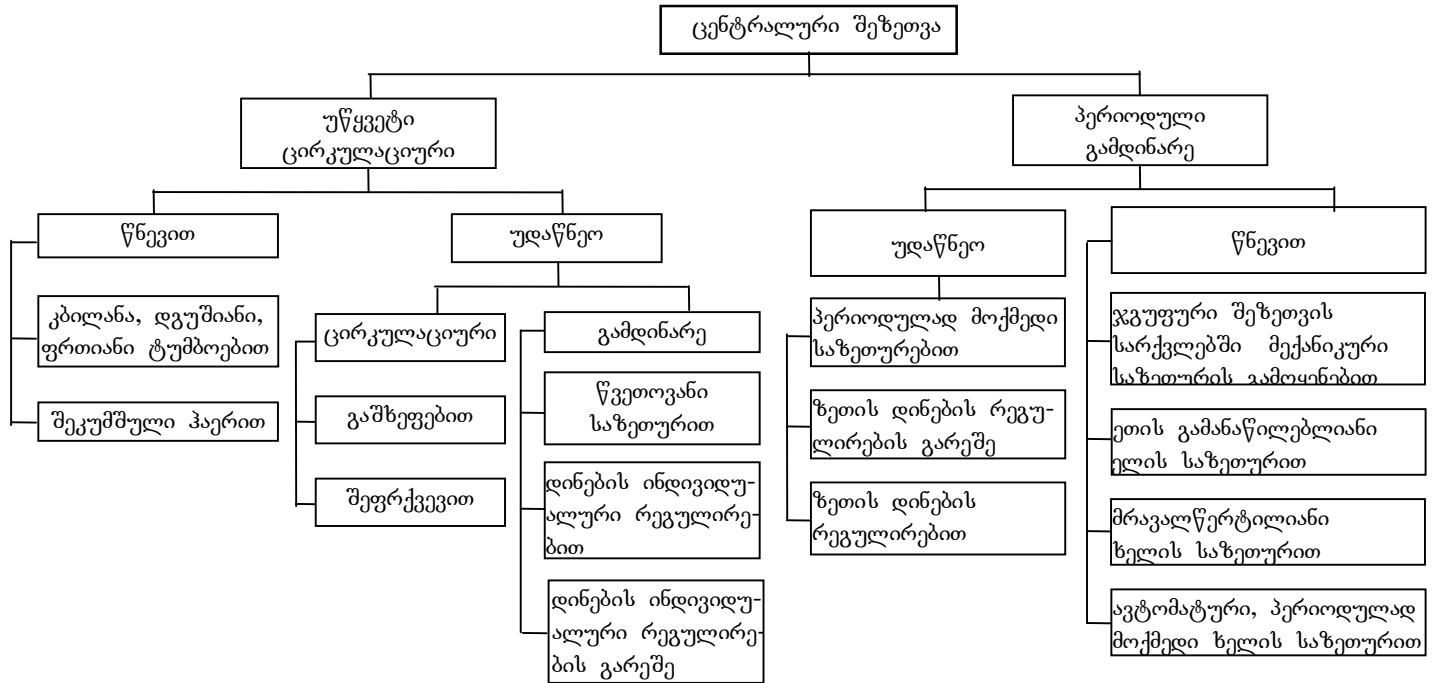 ცენტრალური შეზეთვა
უწყვეტი
ცირკულაციური
პერიოდული
გამდინარე
წნევით
უდაწნეო
უდაწნეო
წნევით
კბილანა, დგუშიანი,
ფრთიანი ტუმბოებით
შეკუმშული ჰაერით
ცირკულაციური
გაშხეფებით
შეფრქვევით
გამდინარე
წვეთოვანი
საზეთურით
დინების ინდივიდუ-
ალური რეგულირე-
ბით
დინების ინდივიდუ-
ალური რეგულირე-
ბის გარეშე
პერიოდულად მოქმედი
საზეთურებით
ზეთის დინების რეგუ-
ლირების გარეშე
ზეთის დინების
რეგულირებით
ჯგუფური შეზეთვის
სარქვლებში მექანიკური
საზეთურის გამოყენებით
ეთის გამანაწილებლიანი
ელის საზეთურით
მრავალწერტილიანი
ხელის საზეთურით
ავტომატური, პერიოდულად
მოქმედი ხელის საზეთურით